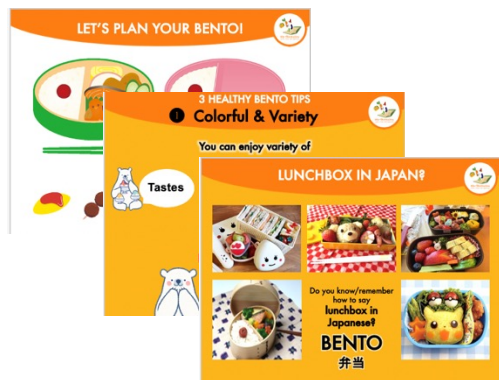 LET'S PLAN YOUR BENTO!
3 HEALTHY BENTO TIPS
1 Colorful & Variety
You can enjoy variety of
Tastes
LUNCHBOX IN JAPAN?
Do you know/remember
how to say
lunchbox in
Japanese?
BENTO
弁当